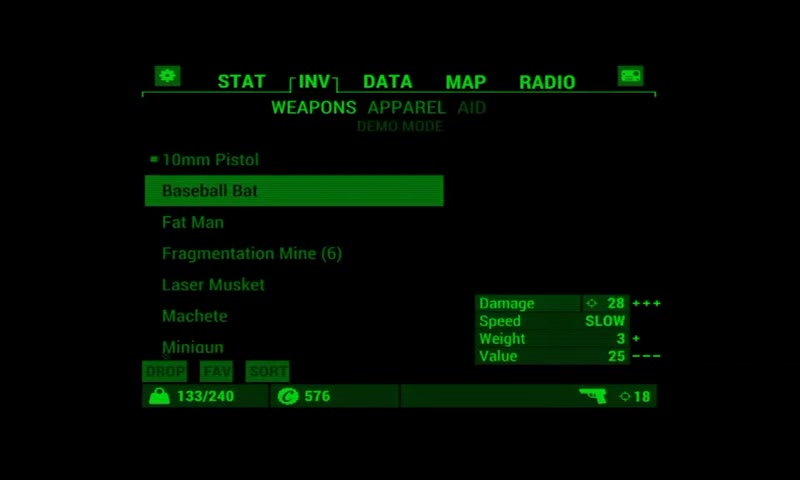 STAT INV DATA MAP RADIO
WEAPONS APPAREL AID
DEMO MODE
10mm Pistol
Baseball Bat
Fat Man
Fragmentation Mine (6)
Laser Musket
Machete
Minigun
Damage 28 +++
Speed SLOW
Weight 3 +
Value 25 ---
DROP FAV SORT
133/240 576 18